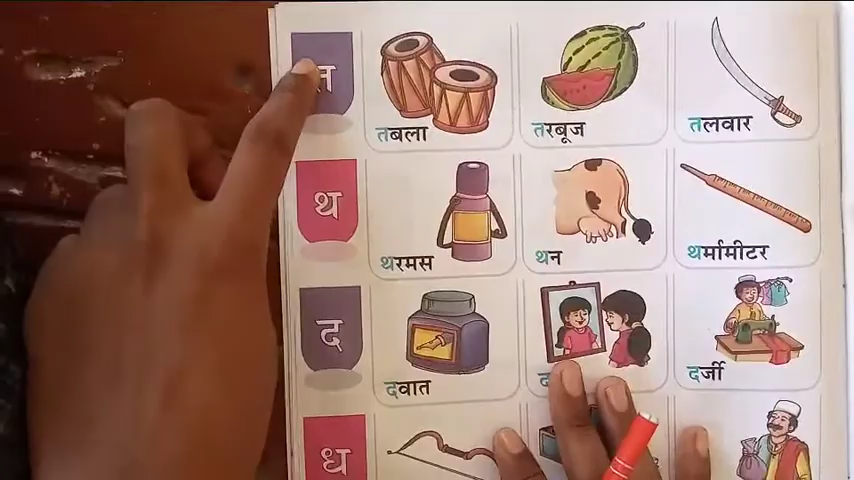 त
तबला
तरबूज
तलवार
थ
थरमस
थन
थर्मामीटर
द
दवात
द
दर्जी
ध